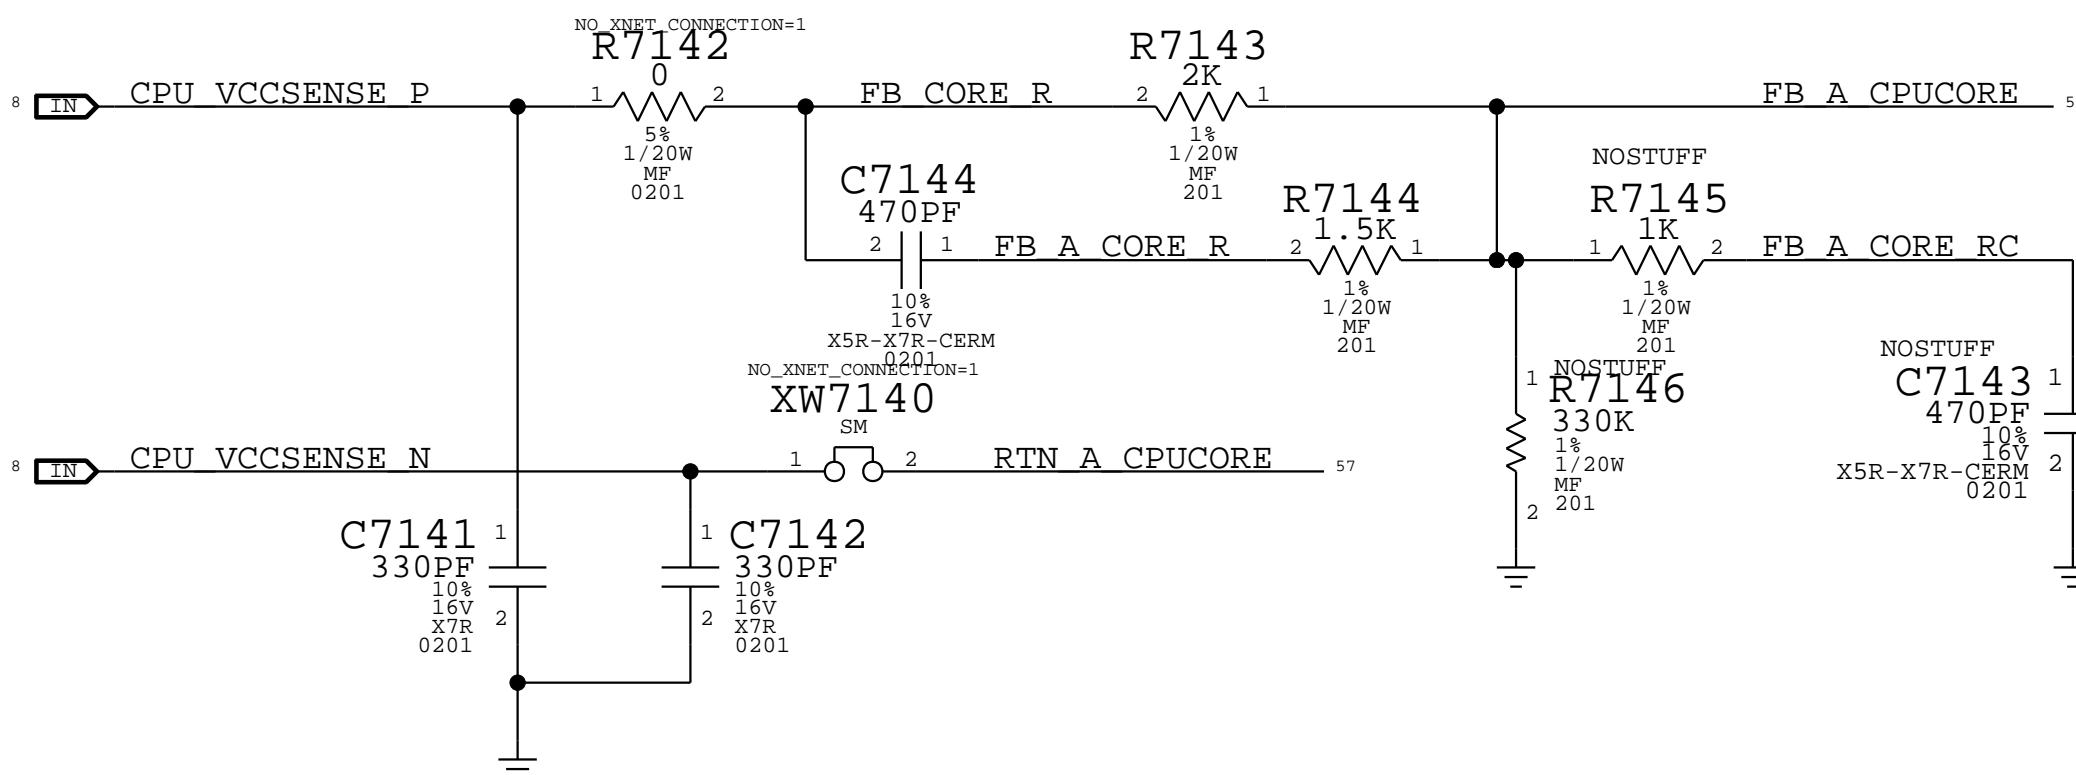 NO_XNET_CONNECTION=1
R7142
0
R7143
2K
8 IN CPU_VCCSENSE_P 1 2 FB_CORE_R 2 1 FB_A_CPUCORE 5
5%
1/20W
MF
0201
1%
1/20W
MF
201
NOSTUFF
C7144
470PF
R7144
1.5K
R7145
1K
2 1 FB_A_CORE_R 2 1 1 2 FB_A_CORE_RC
10%
16V
X5R-X7R-CERM
0201
1%
1/20W
MF
201
1%
1/20W
MF
201
NO_XNET_CONNECTION=1
XW7140
SM
NOSTUFF
1 R7146
330K
1%
1/20W
MF
201
2
NOSTUFF
C7143 1
470PF
10%
16V
X5R-X7R-CERM 2
0201
8 IN CPU_VCCSENSE_N 1 2 RTN_A_CPUCORE 57
C7141 1
330PF
10%
16V
X7R 2
0201
1 C7142
330PF
10%
16V
2 X7R
0201